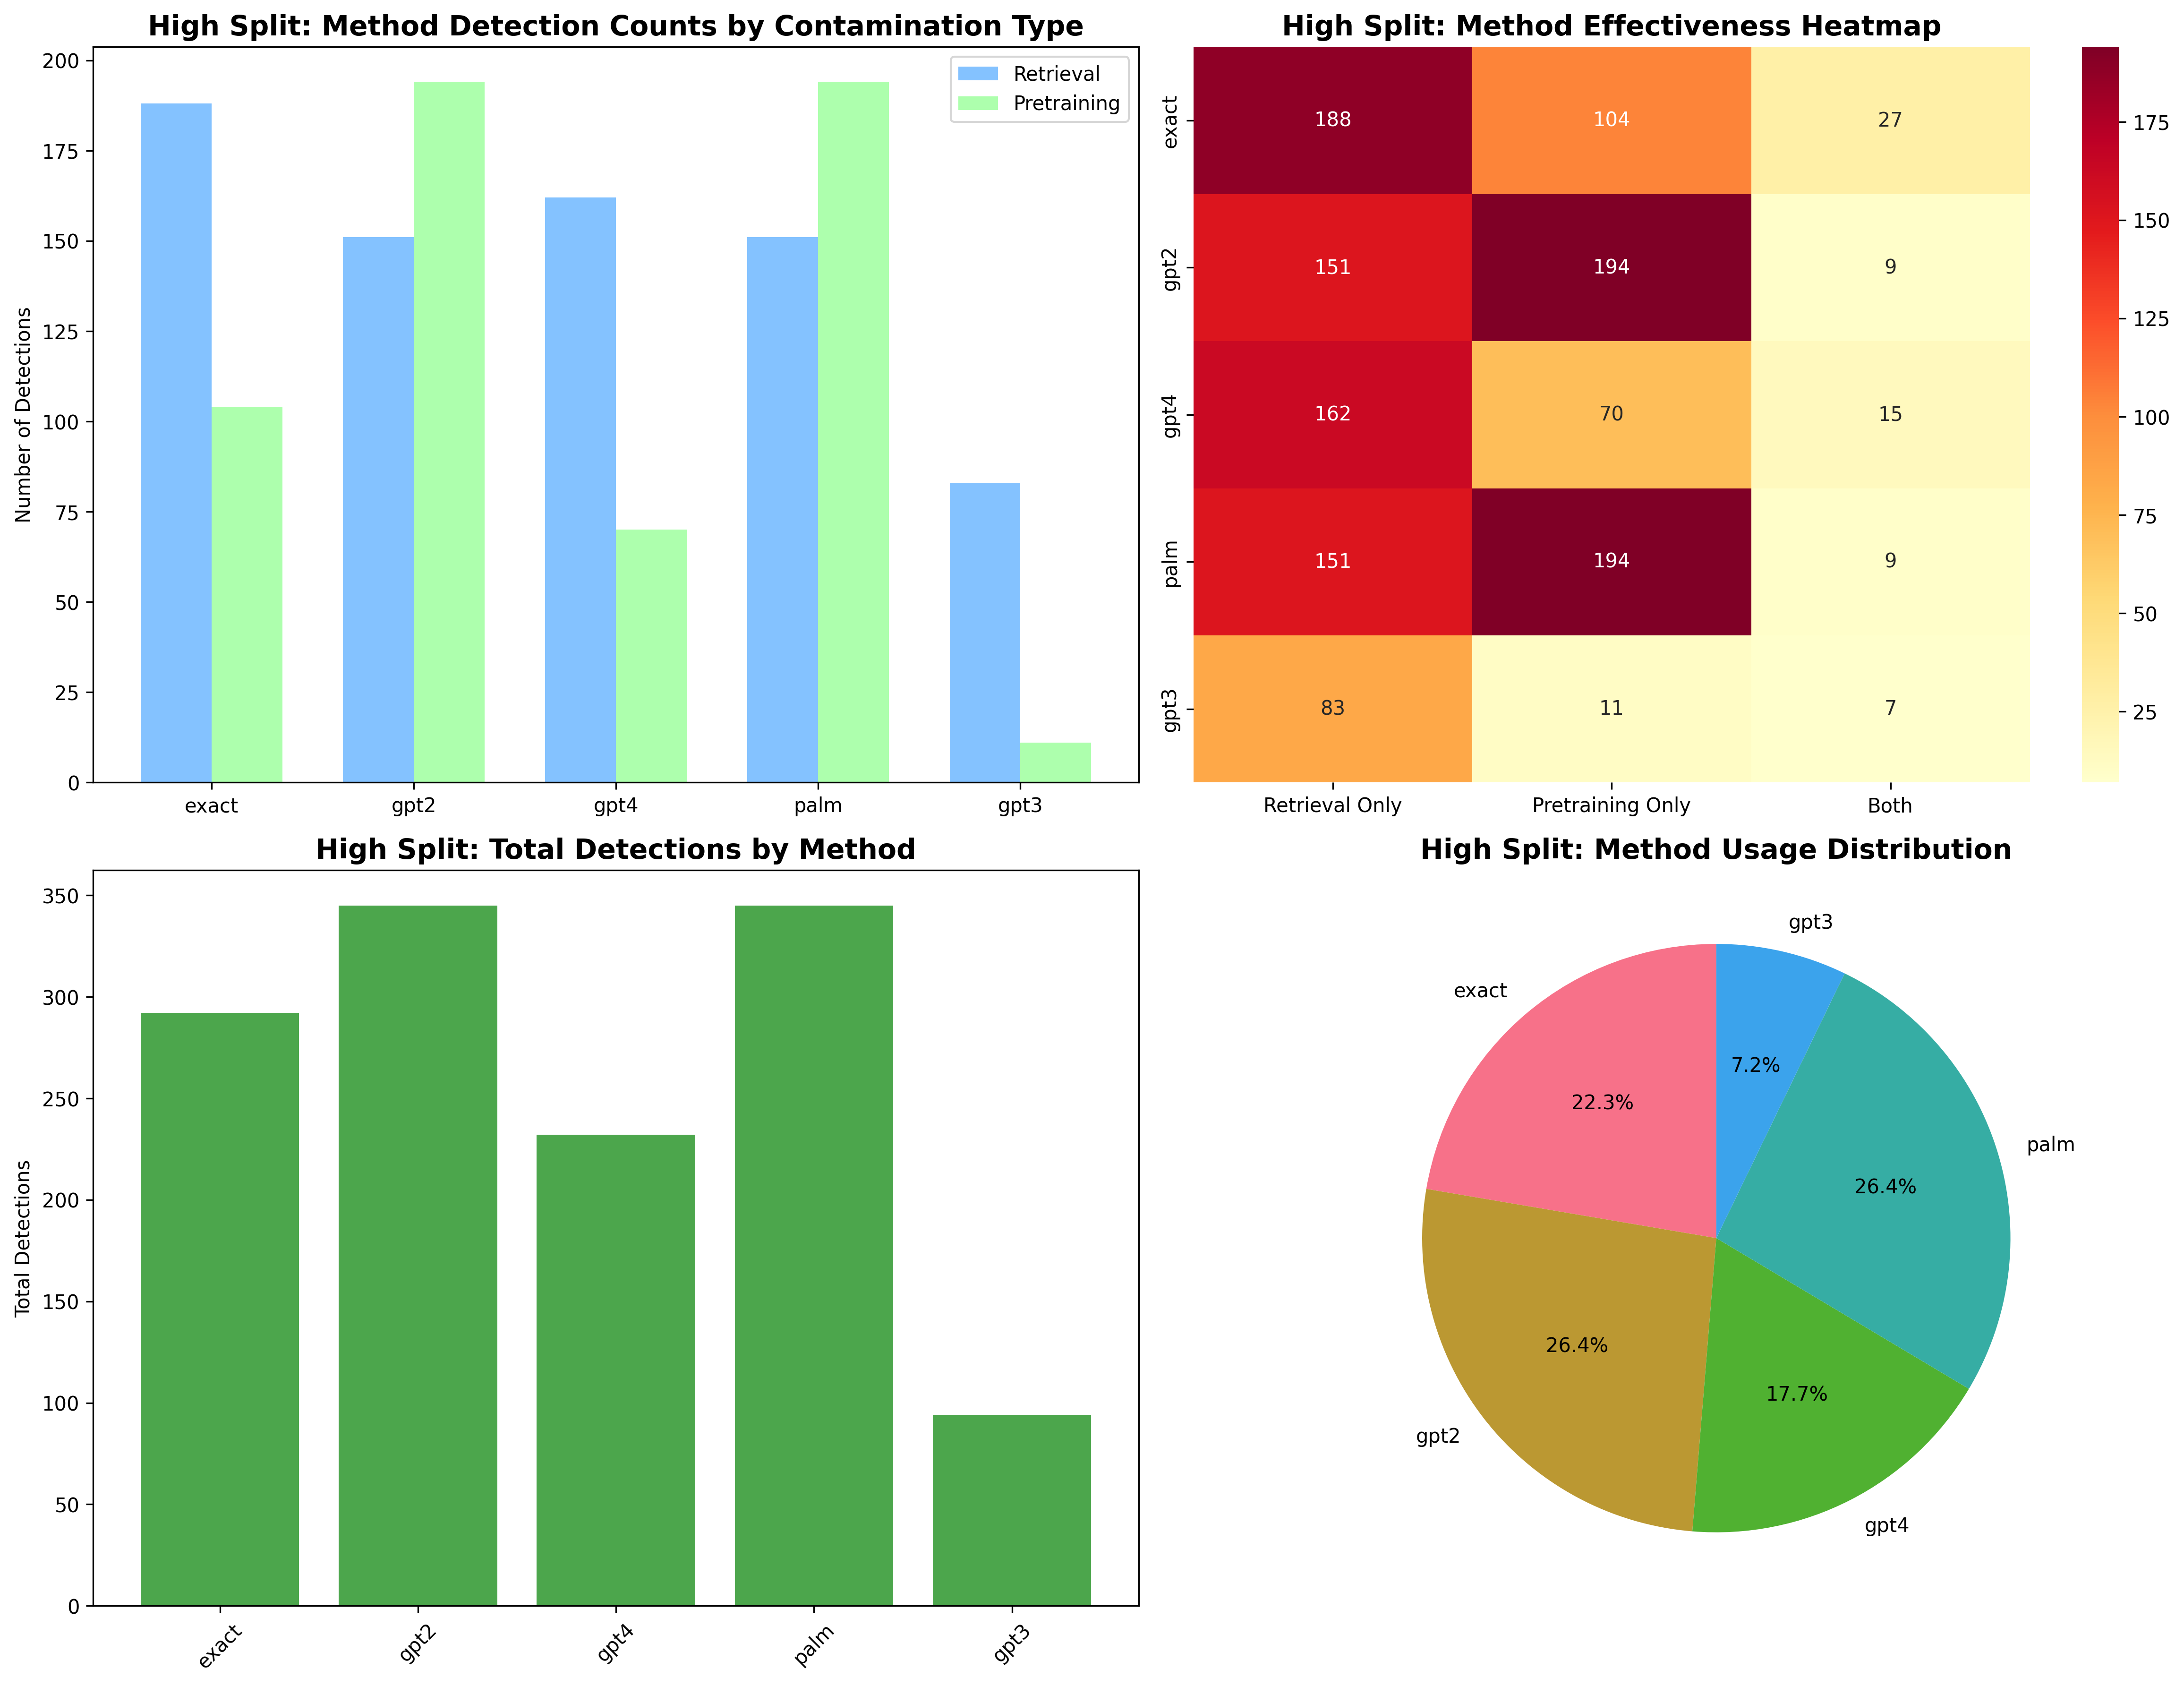 High Split: Method Detection Counts by Contamination Type
Number of Detections
200
175
150
125
100
75
50
25
0
Retrieval
Pretraining
exact gpt2 gpt4 palm gpt3
High Split: Method Effectiveness Heatmap
exact 188 104 27
gpt2 151 194 9
gpt4 162 70 15
palm 151 194 9
gpt3 83 11 7
Retrieval Only Pretraining Only Both
175
150
125
100
75
50
25
High Split: Total Detections by Method
Total Detections
350
300
250
200
150
100
50
0
exact gpt2 gpt4 palm gpt3
High Split: Method Usage Distribution
gpt3
exact
7.2%
22.3%
palm
26.4%
26.4%
17.7%
gpt2
gpt4